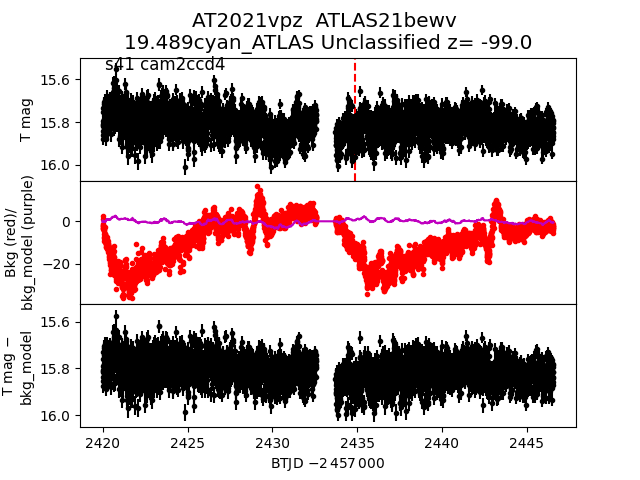 AT2021vpz  ATLAS21bewv
19.489cyan_ATLAS Unclassified z= -99.0
s41 cam2ccd4
15.6
15.8
16.0
T mag
0
−20
Bkg (red)/
bkg_model (purple)
15.6
15.8
16.0
T mag −
bkg_model
2420
2425
2430
2435
2440
2445
BTJD −2 457 000